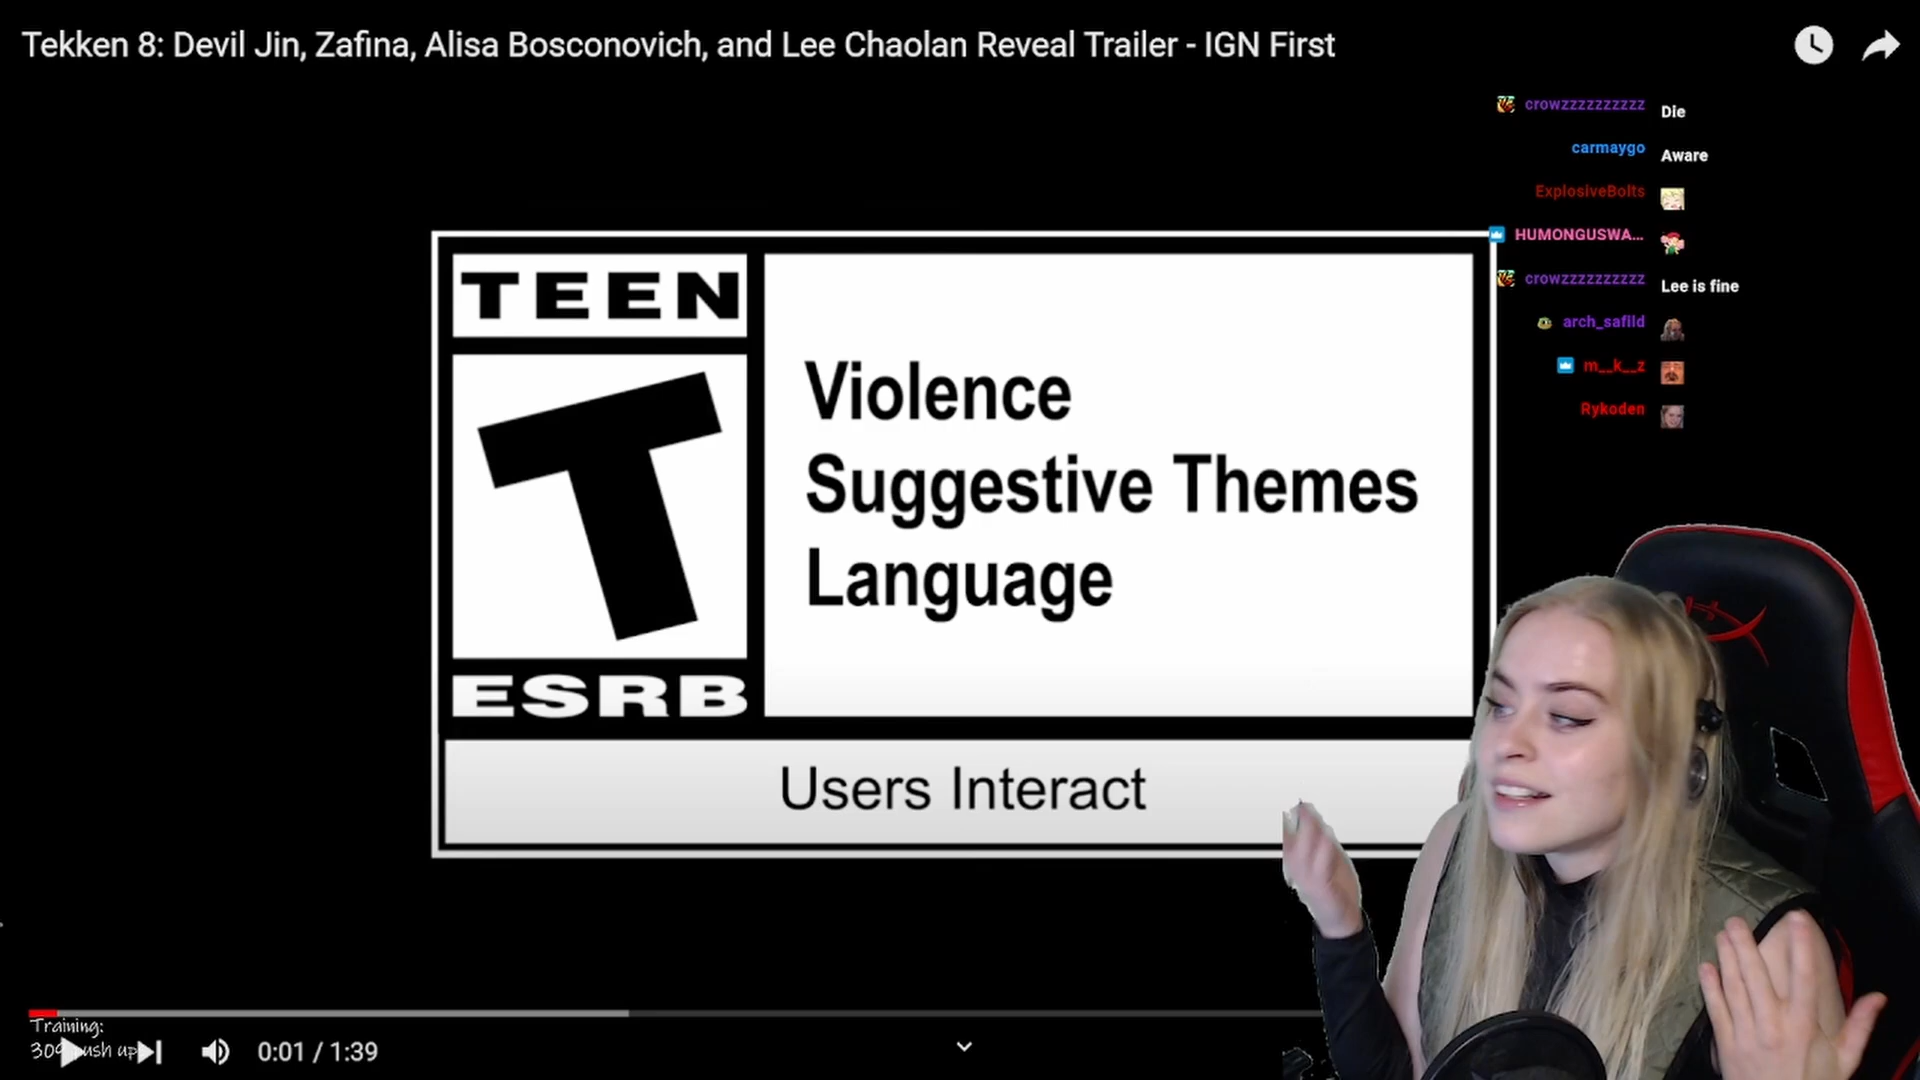 Tekken 8: Devil Jin, Zafina, Alisa Bosconovich, and Lee Chaolan Reveal Trailer - IGN First
crowzzzzzzzzzz Die
carmaygo Aware
ExplosiveBolts
HUMONGUSWA...
crowzzzzzzzzzz Lee is fine
arch_safild
m__k__z
Rykoden
TEEN
T
ESRB
Violence
Suggestive Themes
Language
Users Interact
Training:
push up
0:01 / 1:39